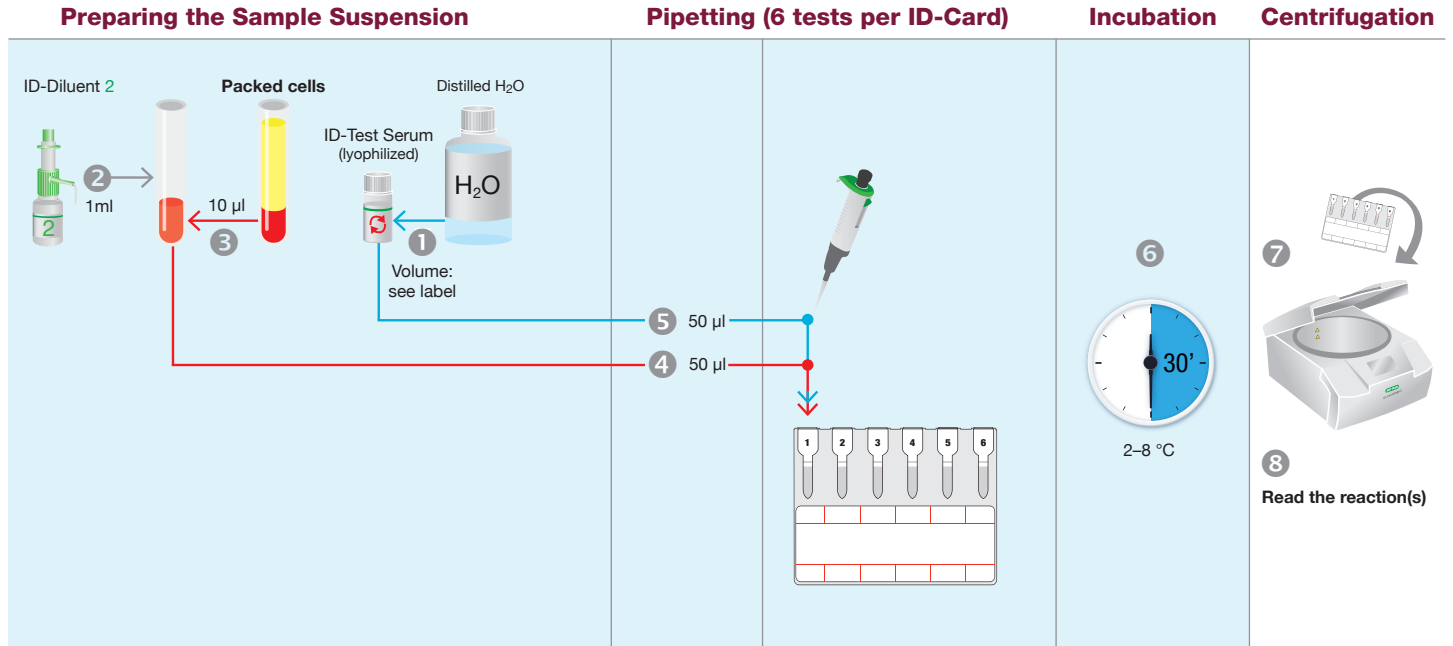 Preparing the Sample Suspension
Pipetting (6 tests per ID-Card)
Incubation
Centrifugation
ID-Diluent 2
Packed cells
Distilled H₂O
ID-Test Serum
(lyophilized)
H₂O
2
1ml
2
10 µl
3
1
Volume:
see label
5 50 µl
4 50 µl
1 2 3 4 5 6
6
30’
2–8 °C
7
8
Read the reaction(s)